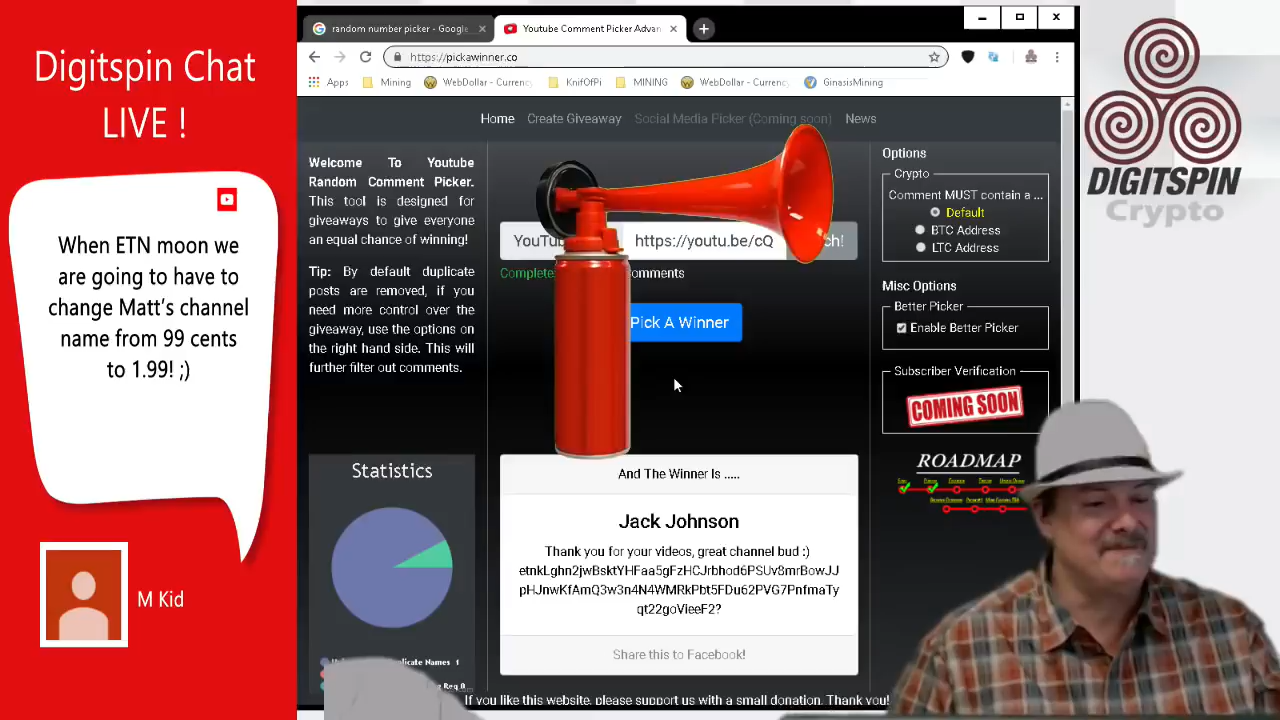 Digitspin Chat
LIVE !
When ETN moon we
are going to have to
change Matt's channel
name from 99 cents
to 1.99! ;)
M Kid
random number picker - Google
Youtube Comment Picker Advan
https://pickawinner.co
Apps
Mining
WebDollar - Currency
KnifOfPi
MINING
WebDollar - Currency
GinasisMining
Home
Create Giveaway
Social Media Picker (Coming soon)
News
Welcome To Youtube
Random Comment Picker.
This tool is designed for
giveaways to give everyone
an equal chance of winning!
Tip: By default duplicate
posts are removed, if you
need more control over the
giveaway, use the options on
the right hand side. This will
further filter out comments.
Statistics
https://youtu.be/cQ
Complete
omments
Pick A Winner
And The Winner Is .....
Jack Johnson
Thank you for your videos, great channel bud :)
etnkLghn2jwBsktYHFaa5gFzHCJrbhod6PSUv8mrBowJJ
pHJnwKfAmQ3w3n4N4WMRkPbt5FDu62PVG7PnfmaTy
qt22goVieeF2?
Share this to Facebook!
If you like this website, please support us with a small donation. Thank you!
Options
Crypto
Comment MUST contain a ...
Default
BTC Address
LTC Address
Misc Options
Better Picker
Enable Better Picker
Subscriber Verification
COMING SOON
ROADMAP
DIGITSPIN
Crypto